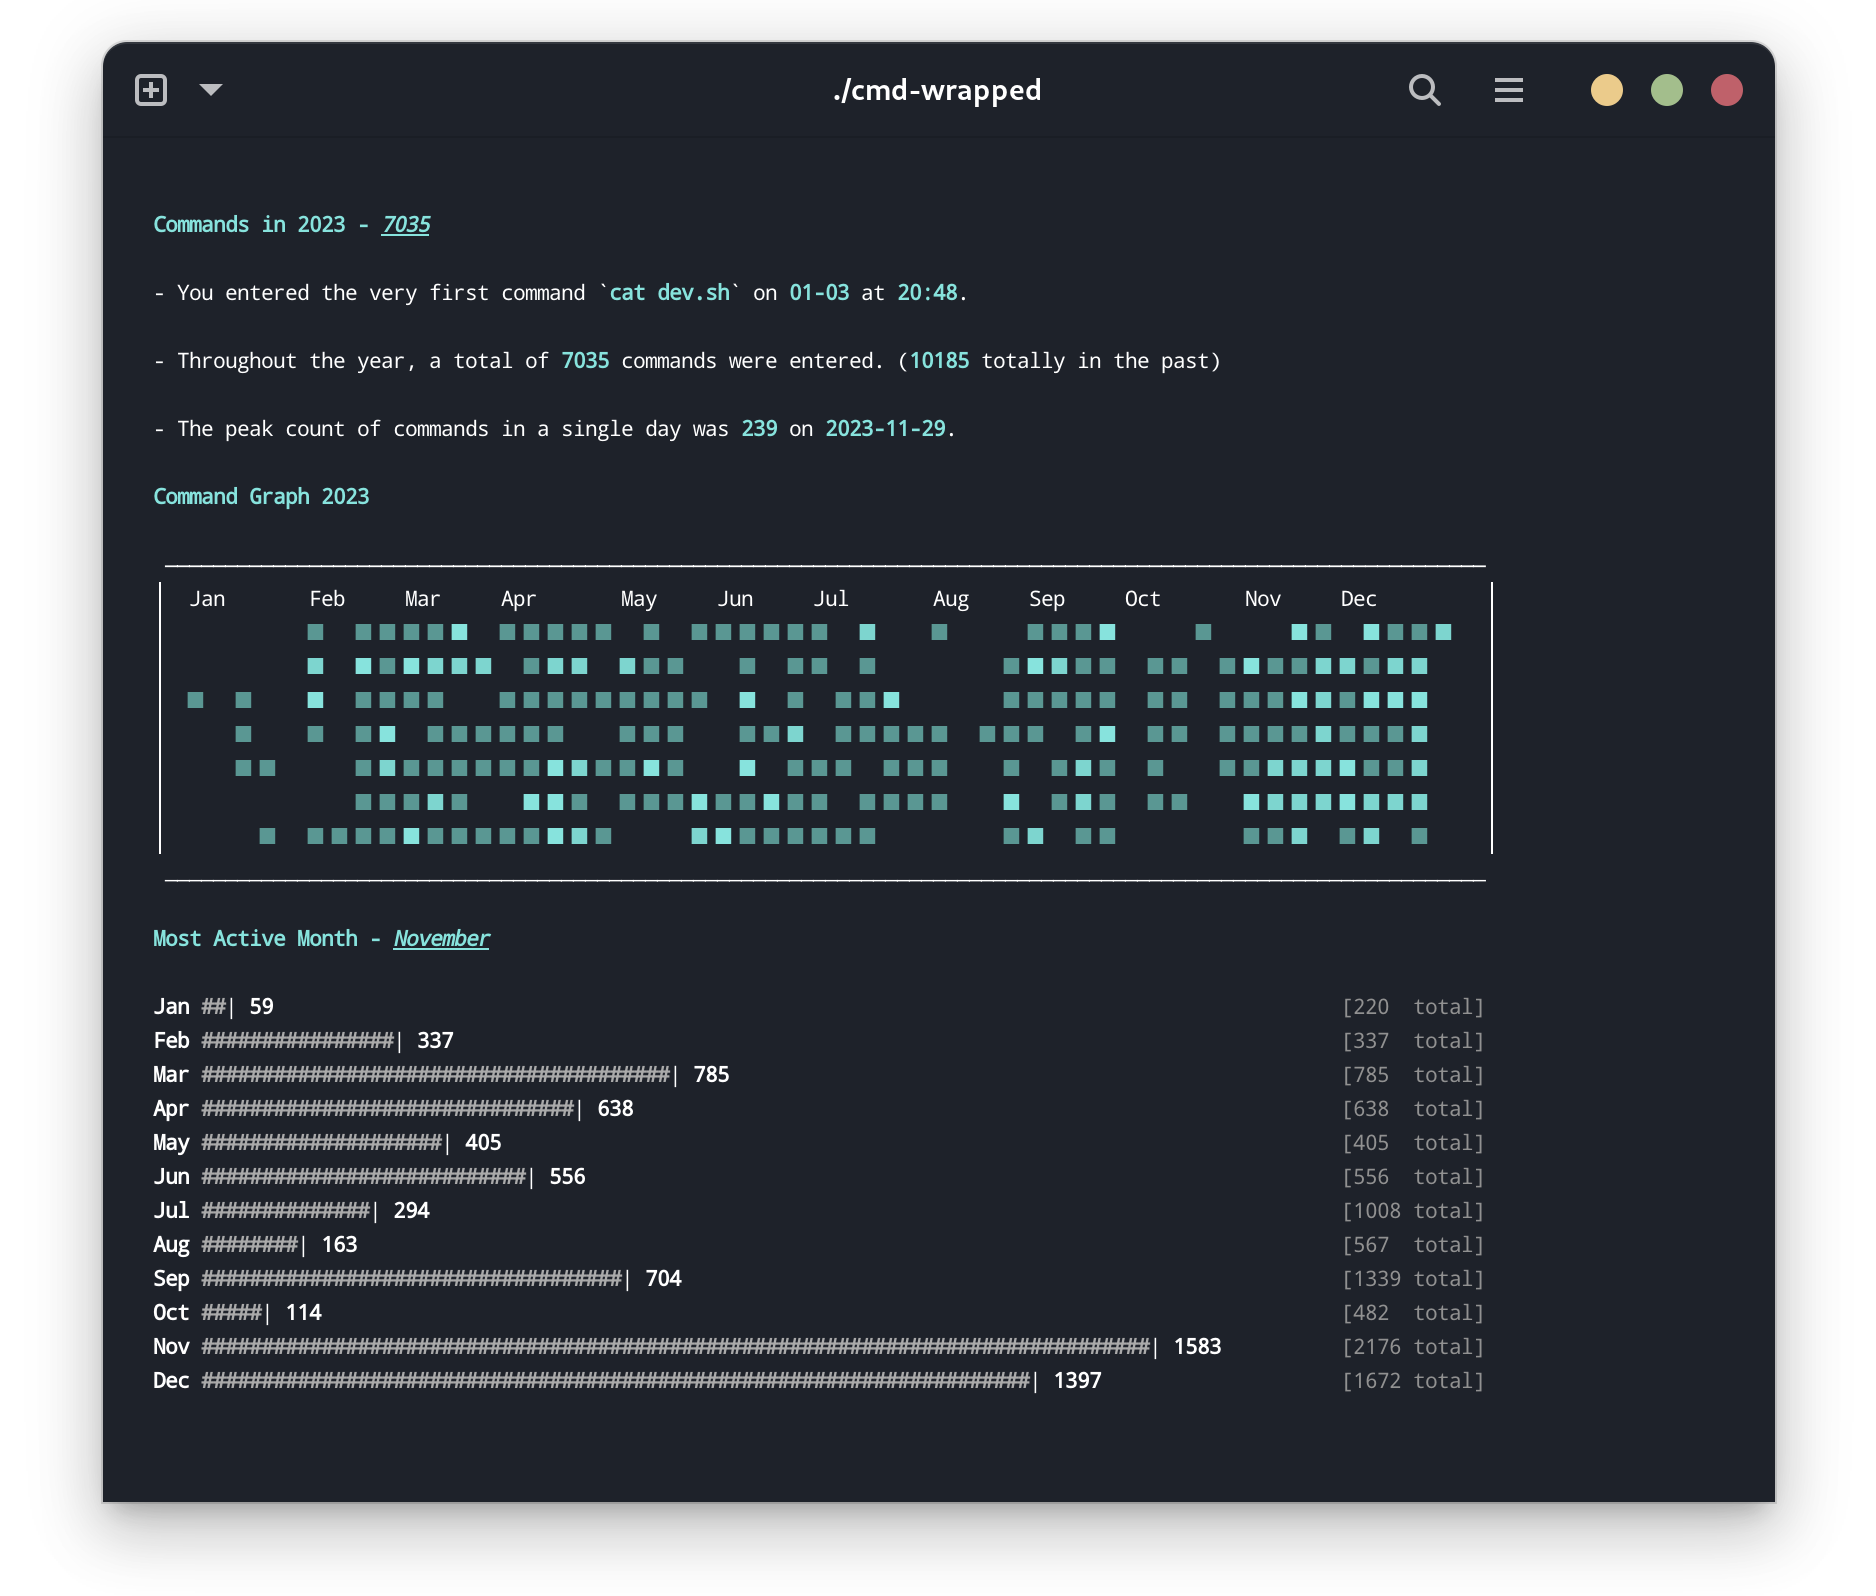 ./cmd-wrapped
Commands in 2023 - 7035
- You entered the very first command `cat dev.sh` on 01-03 at 20:48.
- Throughout the year, a total of 7035 commands were entered. (10185 totally in the past)
- The peak count of commands in a single day was 239 on 2023-11-29.
Command Graph 2023
Jan Feb Mar Apr May Jun Jul Aug Sep Oct Nov Dec
Most Active Month - November
Jan ##| 59 [220 total]
Feb ################| 337 [337 total]
Mar #######################################| 785 [785 total]
Apr ###############################| 638 [638 total]
May ####################| 405 [405 total]
Jun ###########################| 556 [556 total]
Jul ##############| 294 [1008 total]
Aug ########| 163 [567 total]
Sep ###################################| 704 [1339 total]
Oct #####| 114 [482 total]
Nov ###############################################################################| 1583 [2176 total]
Dec #####################################################################| 1397 [1672 total]